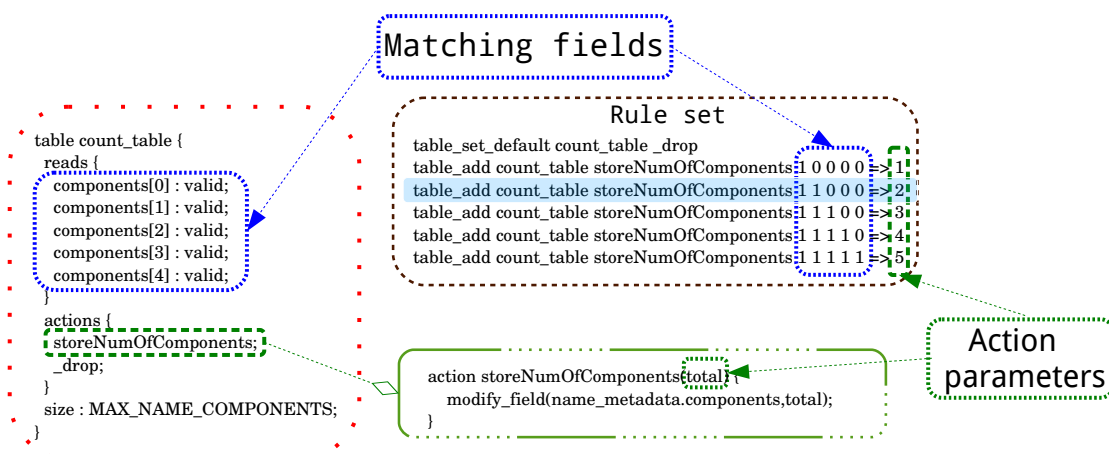 Matching fields
table count_table {
reads {
components[0] : valid;
components[1] : valid;
components[2] : valid;
components[3] : valid;
components[4] : valid;
}
actions {
storeNumOfComponents;
_drop;
}
size : MAX_NAME_COMPONENTS;
}
Rule set
table_set_default count_table _drop
table_add count_table storeNumOfComponents 1 0 0 0 0 => 1
table_add count_table storeNumOfComponents 1 1 0 0 0 => 2
table_add count_table storeNumOfComponents 1 1 1 0 0 => 3
table_add count_table storeNumOfComponents 1 1 1 1 0 => 4
table_add count_table storeNumOfComponents 1 1 1 1 1 => 5
action storeNumOfComponents(total) {
modify_field(name_metadata.components,total);
}
Action
parameters